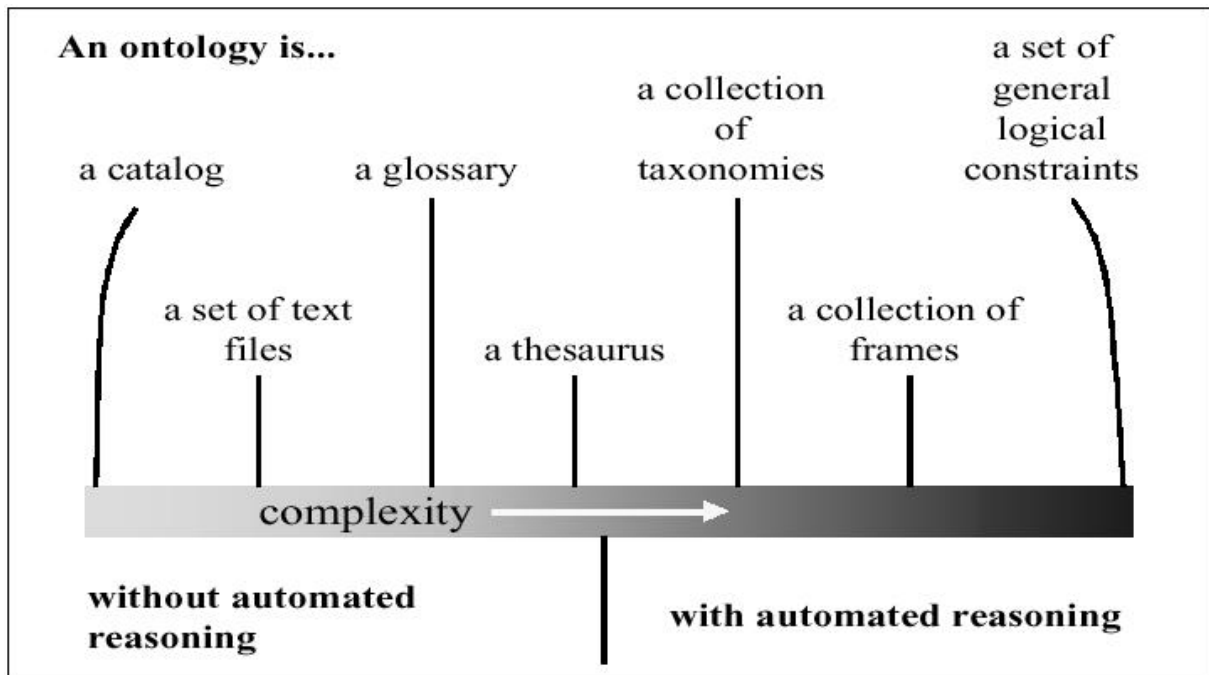 An ontology is...
a catalog
a set of text
files
a glossary
a thesaurus
a collection
of
taxonomies
a collection of
frames
a set of
general
logical
constraints
complexity
without automated
reasoning
with automated reasoning